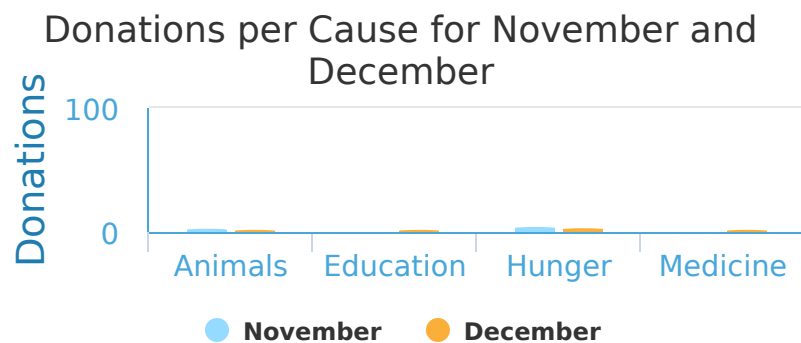 Donations per Cause for November and
December
Donations
100
0
Animals
Education
Hunger
Medicine
November
December